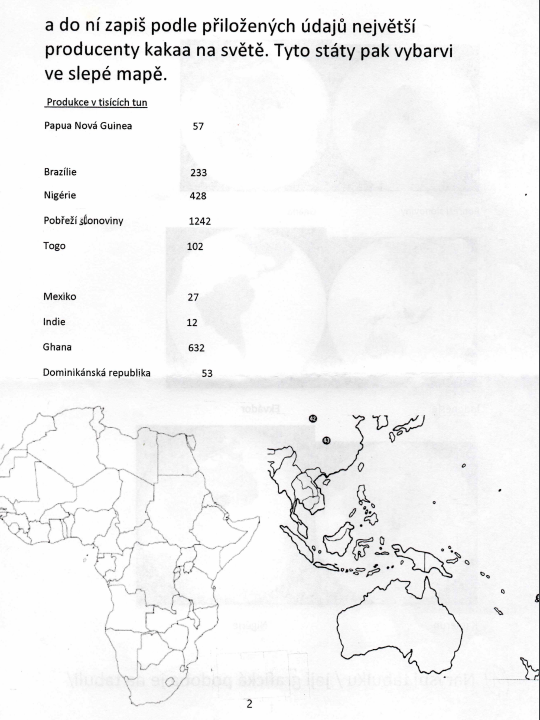 a do ní zapiš podle přiložených údajů největší
producenty kakaa na světě. Tyto státy pak vybarvi
ve slepé mapě.
Produkce v tisících tun
Papua Nová Guinea 57
Brazílie 233
Nigérie 428
Pobřeží slonoviny 1242
Togo 102
Mexiko 27
Indie 12
Ghana 632
Dominikánská republika 53
42
43
2